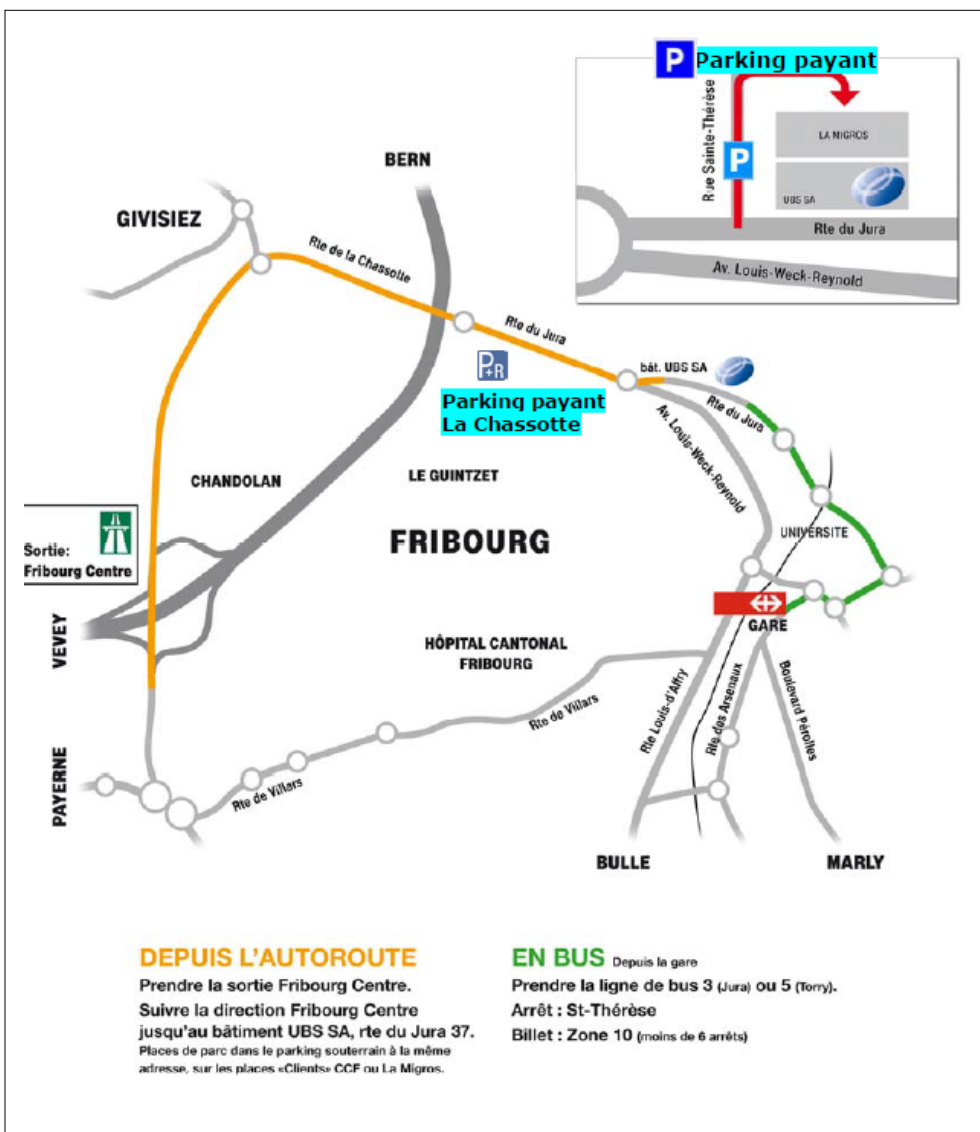 P Parking payant
Rue Sainte-Thérèse
LA MIGROS
P
UBS SA
Rte du Jura
Av. Louis-Weck-Reynold
BERN
GIVISIEZ
Rte de la Chassotte
Rte du Jura
P+R
Parking payant
La Chassotte
bât. UBS SA
Rte du Jura
Av. Louis-Weck-Reynold
CHANDOLAN
LE GUINTZET
FRIBOURG
UNIVERSITE
Sortie:
Fribourg Centre
VEVEY
GARE
HÔPITAL CANTONAL
FRIBOURG
Rte de Villars
Rte Louis-d'Affry
Rte des Arsenaux
Boulevard Pérolles
PAYERNE
Rte de Villars
BULLE
MARLY
DEPUIS L'AUTOROUTE
Prendre la sortie Fribourg Centre.
Suivre la direction Fribourg Centre
jusqu'au bâtiment UBS SA, rte du Jura 37.
Places de parc dans le parking souterrain à la même
adresse, sur les places «Clients» CCF ou La Migros.
EN BUS Depuis la gare
Prendre la ligne de bus 3 (Jura) ou 5 (Torry).
Arrêt : St-Thérèse
Billet : Zone 10 (moins de 6 arrêts)